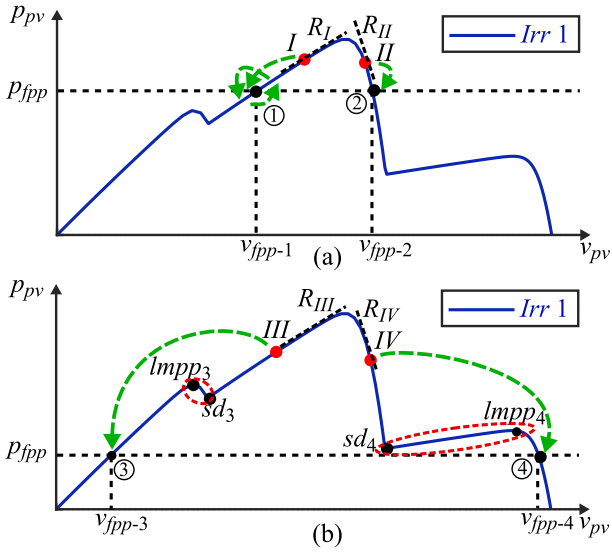 p_pv
R_I
R_II
Irr 1
I
II
p_fpp
① ②
v_fpp-1 v_fpp-2 v_pv
(a)
p_pv
R_III
R_IV
Irr 1
III
IV
lmpp_3
sd_3
lmpp_4
sd_4
p_fpp
③ ④
v_fpp-3 v_fpp-4 v_pv
(b)